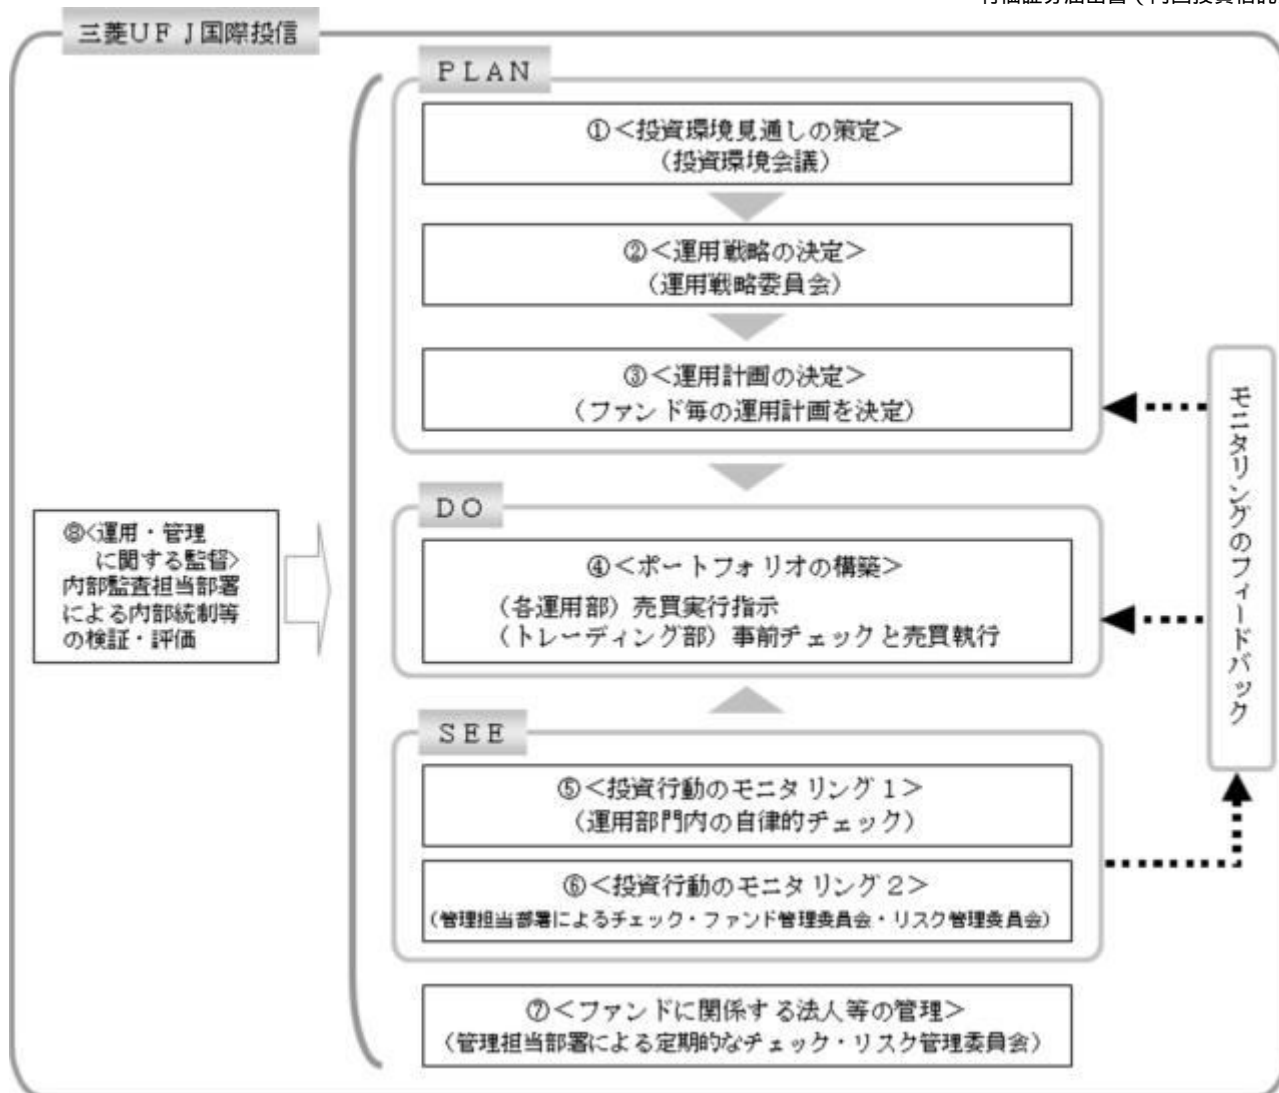 三菱ＵＦＪ国際投信
ＰＬＡＮ
①＜投資環境見通しの策定＞
（投資環境会議）
②＜運用戦略の決定＞
（運用戦略委員会）
③＜運用計画の決定＞
（ファンド毎の運用計画を決定）
ＤＯ
④＜ポートフォリオの構築＞
（各運用部）売買実行指示
（トレーディング部）事前チェックと売買執行
ＳＥＥ
⑤＜投資行動のモニタリング１＞
（運用部門内の自律的チェック）
⑥＜投資行動のモニタリング２＞
（管理担当部署によるチェック・ファンド管理委員会・リスク管理委員会）
⑦＜ファンドに関係する法人等の管理＞
（管理担当部署による定期的なチェック・リスク管理委員会）
⑧＜運用・管理
に関する監督＞
内部監査担当部署
による内部統制等
の検証・評価
モニタリングのフィードバック